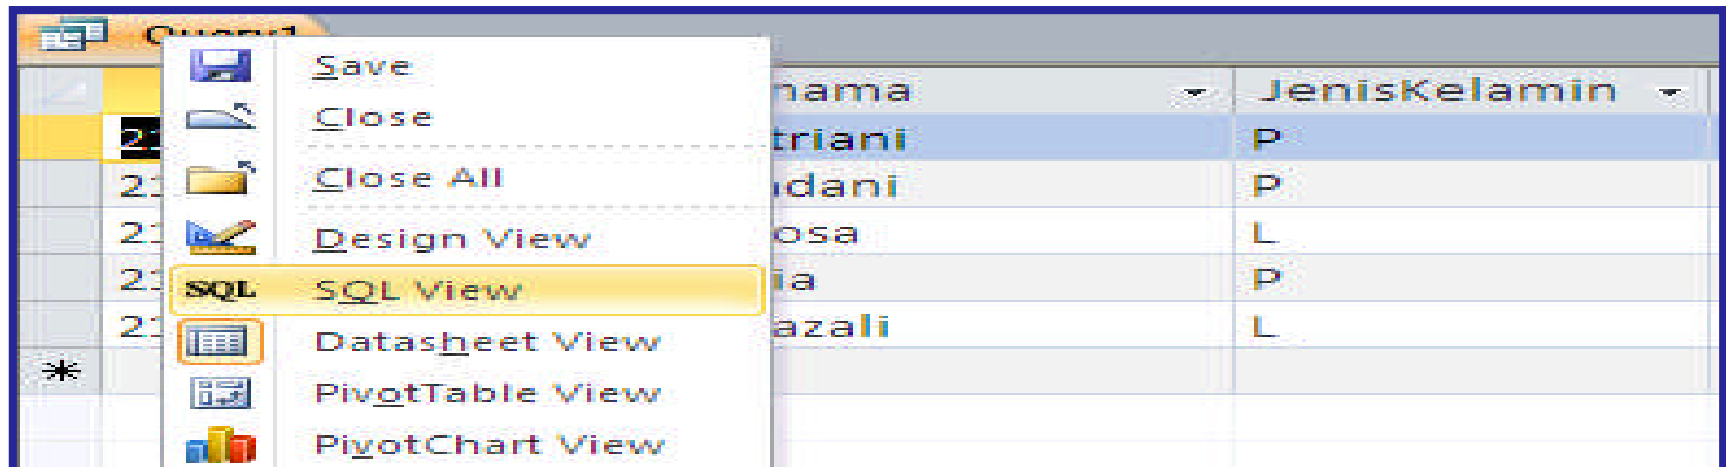 Query1
Save
Close
Close All
Design View
SQL SQL View
Datasheet View
PivotTable View
PivotChart View
nama JenisKelamin
triani P
dani P
osa L
ia P
azali L